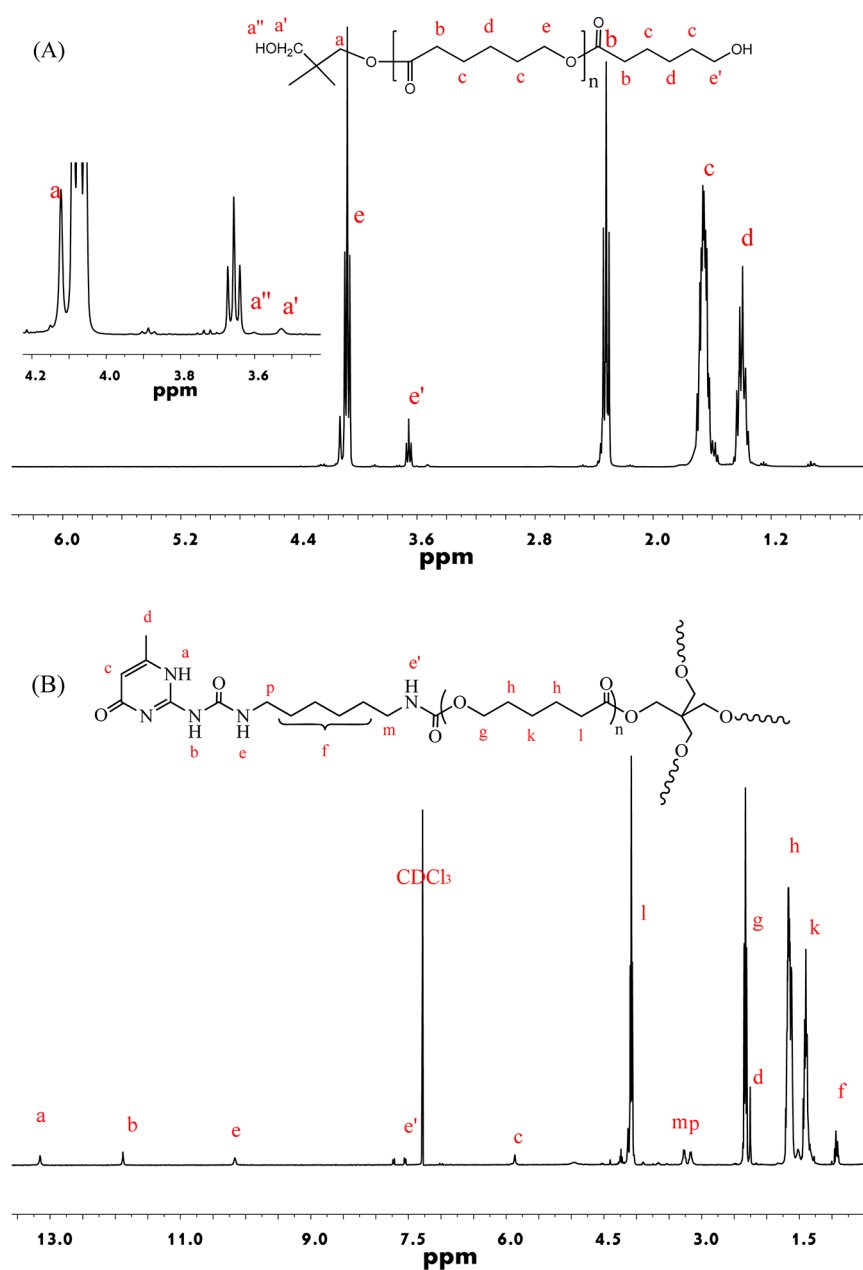 (A)
a'' a' a b d e b c c
HOH₂C O O OH
c c n b d e'
O O
a
e
c
d
a'' a'
e'
b
4.2 4.0 3.8 3.6
ppm
6.0 5.2 4.4 3.6 2.8 2.0 1.2
ppm
(B)
d
c a e'
NH p H h h O
O N N N N O O O
H H O g k l n O O
b e f m
CDCl₃
h
l g k
a b e e' c mp d f
13.0 11.0 9.0 7.5 6.0 4.5 3.0 1.5
ppm